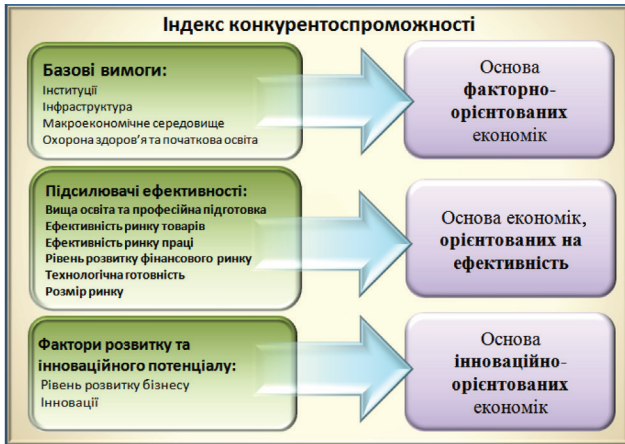 Індекс конкурентоспроможності
Базові вимоги:
Інституції
Інфраструктура
Макроекономічне середовище
Охорона здоров'я та початкова освіта
Основа
факторно-
орієнтованих
економік
Підсилювачі ефективності:
Вища освіта та професійна підготовка
Ефективність ринку товарів
Ефективність ринку праці
Рівень розвитку фінансового ринку
Технологічна готовність
Розмір ринку
Основа економік,
орієнтованих на
ефективність
Фактори розвитку та
інноваційного потенціалу:
Рівень розвитку бізнесу
Інновації
Основа
інноваційно-
орієнтованих
економік